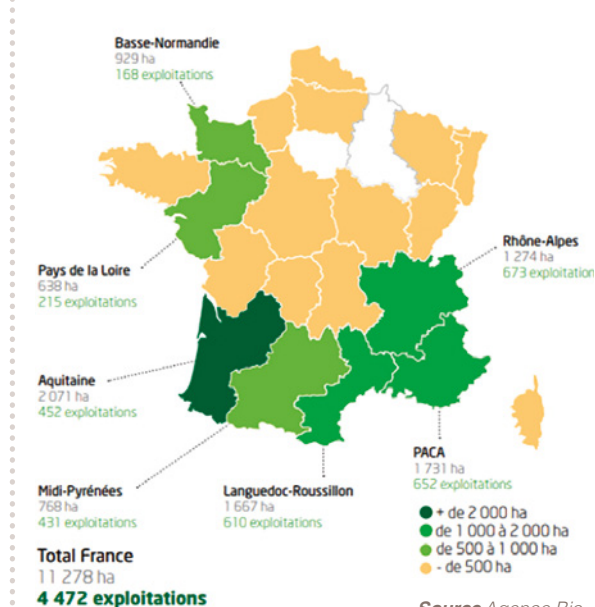 Basse-Normandie
929 ha
168 exploitations
Rhône-Alpes
1 274 ha
673 exploitation
Pays de la Loire
638 ha
215 exploitations
Aquitaine
2 071 ha
452 exploitations
PACA
1 731 ha
652 exploitations
Midi-Pyrénées
768 ha
431 exploitations
Languedoc-Roussillon
1 667 ha
610 exploitations
+ de 2 000 ha
de 1 000 à 2 000 ha
de 500 à 1 000 ha
- de 500 ha
Total France
11 278 ha
4 472 exploitations
Source Agence Bio